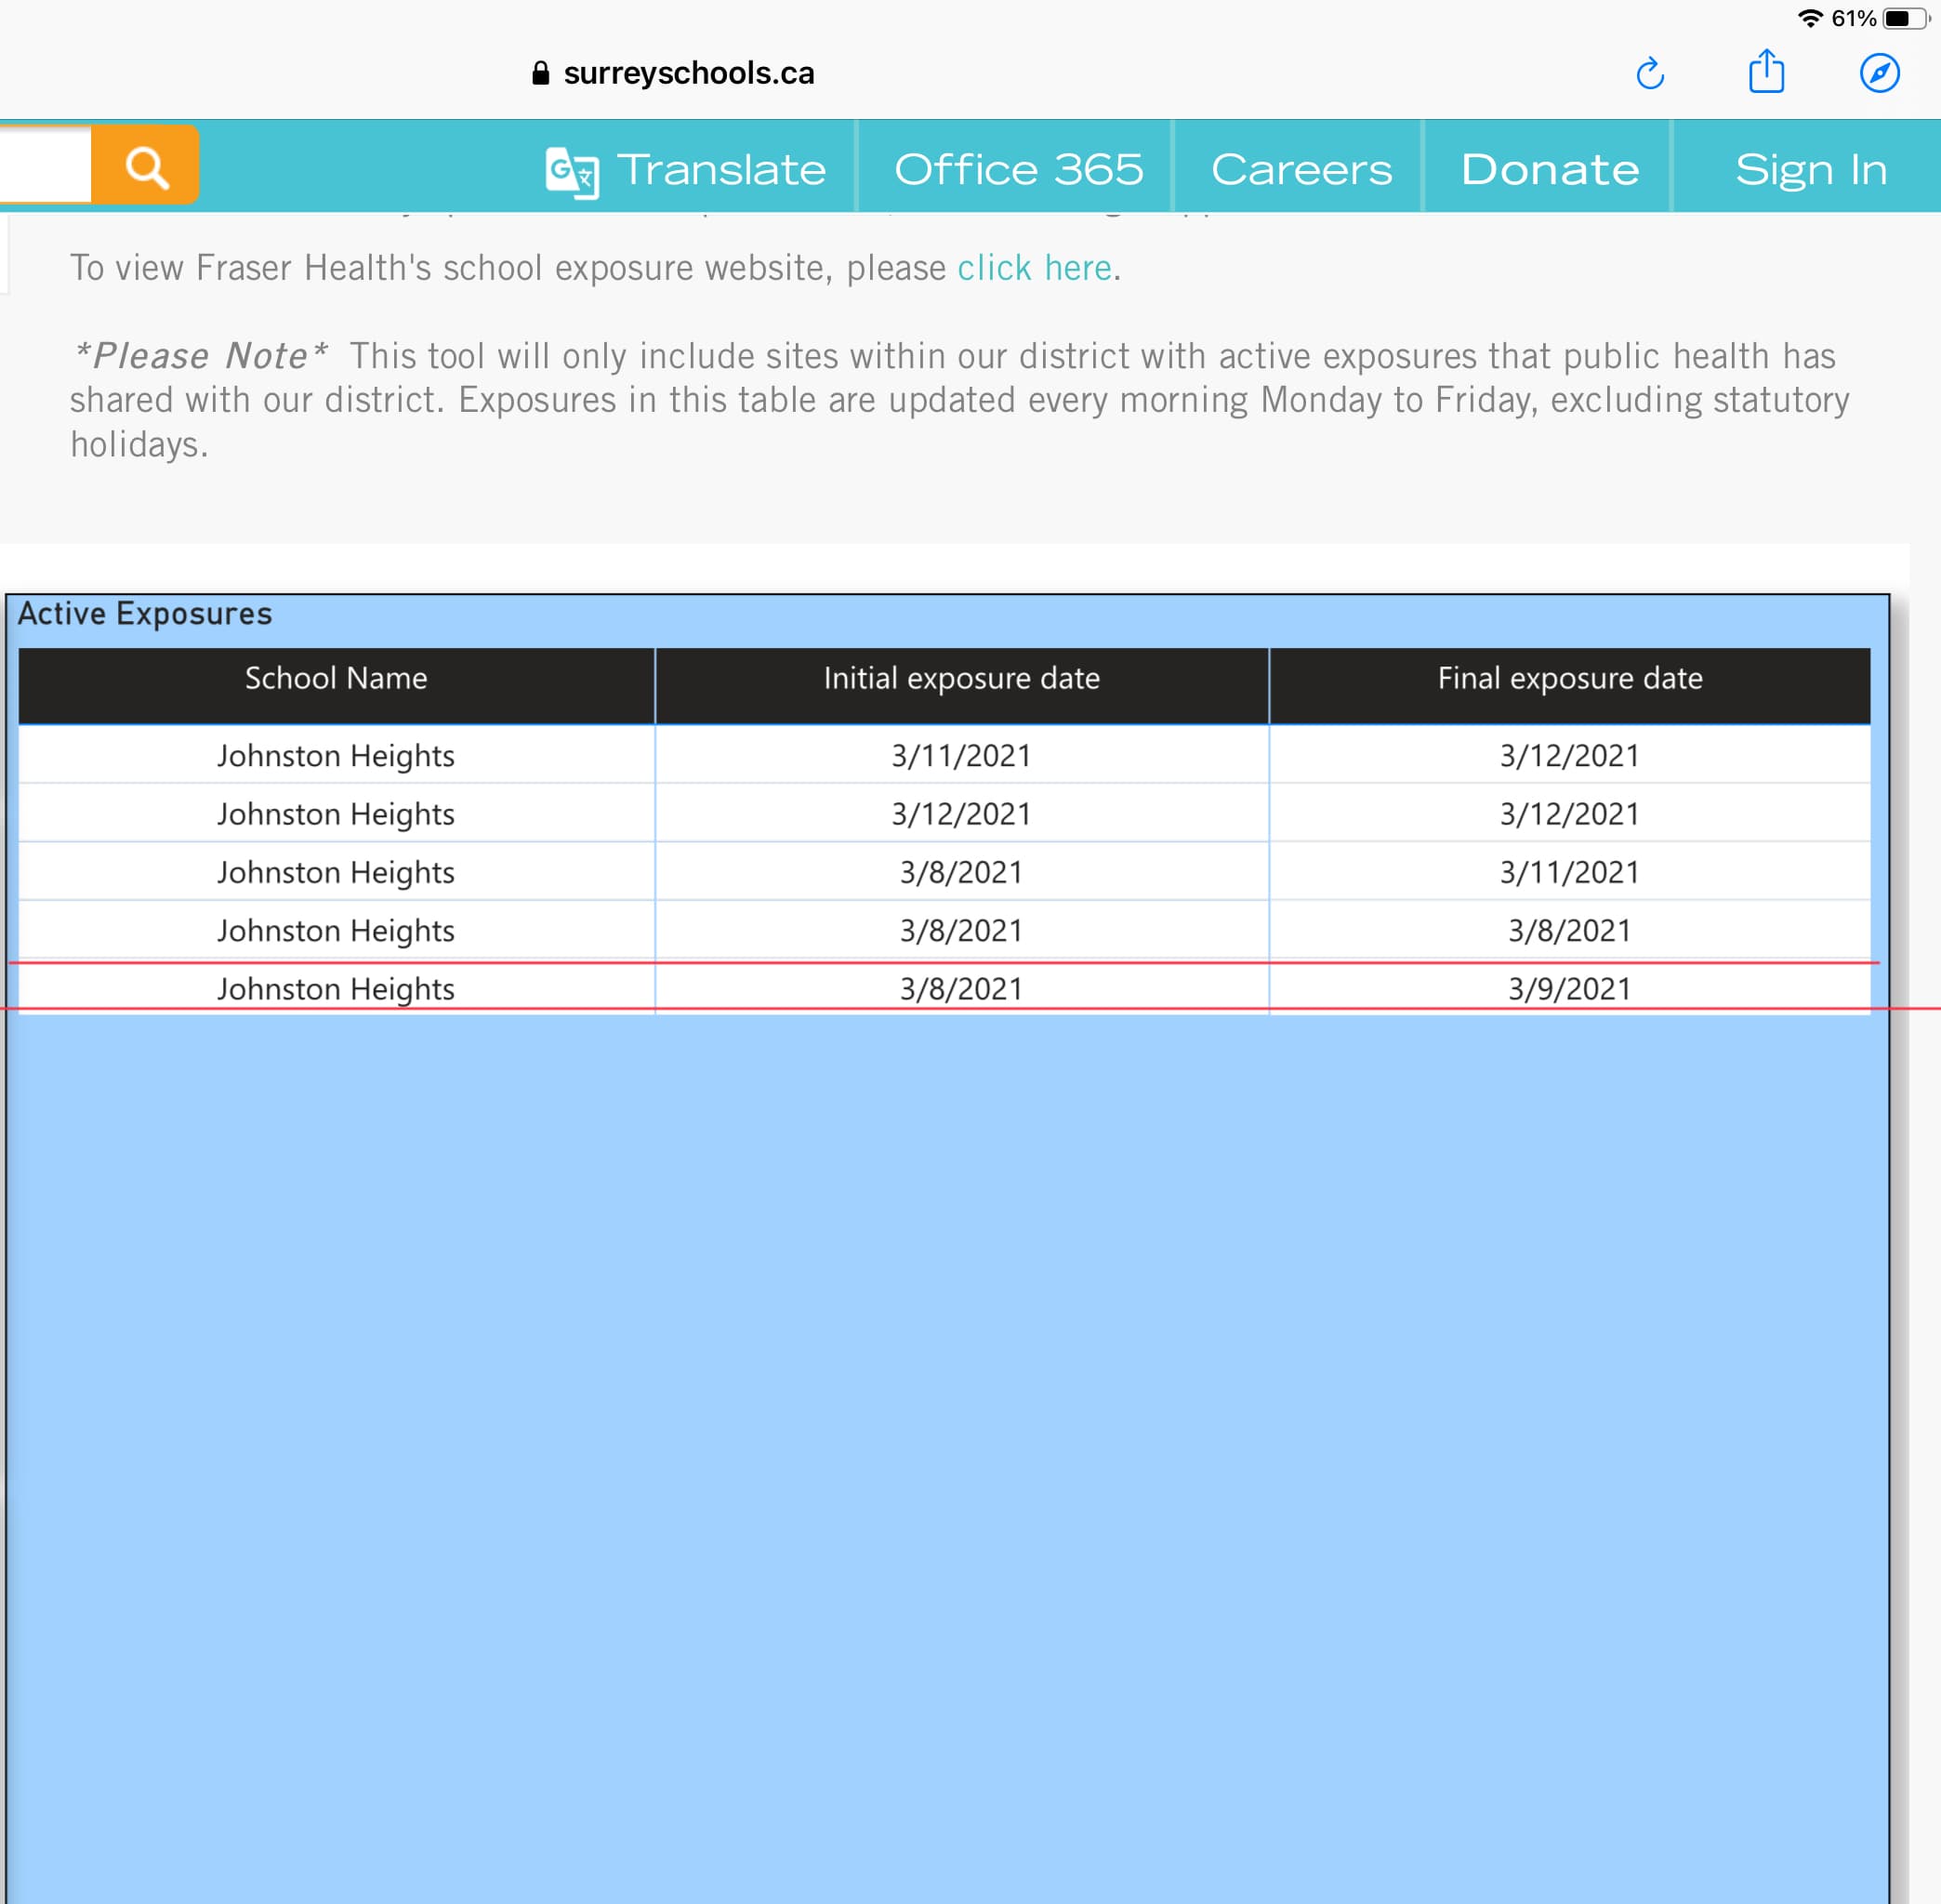 61%
surreyschools.ca
Translate Office 365 Careers Donate Sign In
To view Fraser Health's school exposure website, please click here.
*Please Note* This tool will only include sites within our district with active exposures that public health has
shared with our district. Exposures in this table are updated every morning Monday to Friday, excluding statutory
holidays.
Active Exposures
School Name Initial exposure date Final exposure date
Johnston Heights 3/11/2021 3/12/2021
Johnston Heights 3/12/2021 3/12/2021
Johnston Heights 3/8/2021 3/11/2021
Johnston Heights 3/8/2021 3/8/2021
Johnston Heights 3/8/2021 3/9/2021